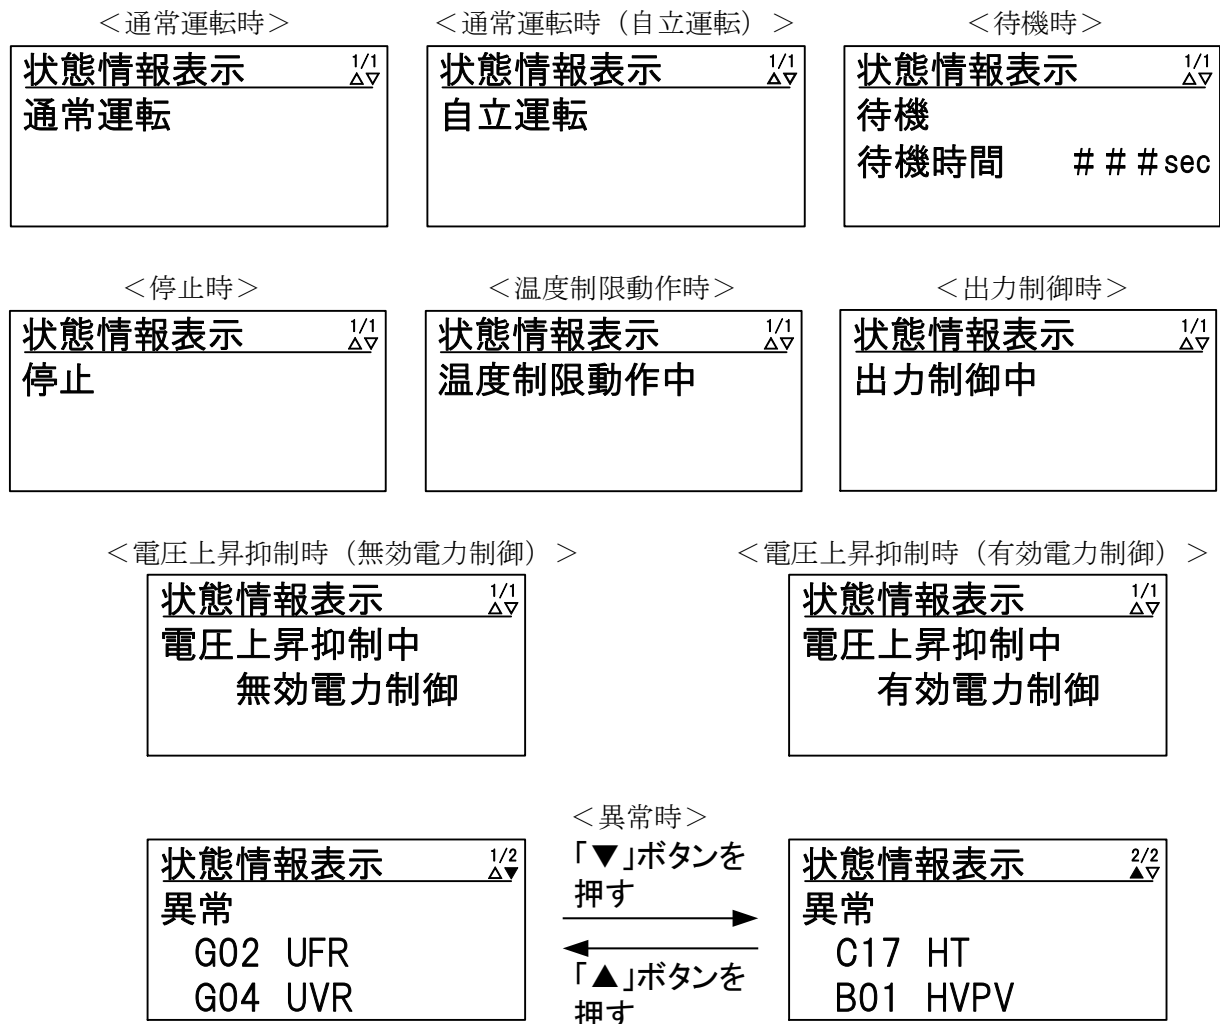 ＜通常運転時＞
状態情報表示 1/1
△▽
通常運転
＜通常運転時（自立運転）＞
状態情報表示 1/1
△▽
自立運転
＜待機時＞
状態情報表示 1/1
△▽
待機
待機時間 ＃＃＃sec
＜停止時＞
状態情報表示 1/1
△▽
停止
＜温度制限動作時＞
状態情報表示 1/1
△▽
温度制限動作中
＜出力制御時＞
状態情報表示 1/1
△▽
出力制御中
＜電圧上昇抑制時（無効電力制御）＞
状態情報表示 1/1
△▽
電圧上昇抑制中
無効電力制御
＜電圧上昇抑制時（有効電力制御）＞
状態情報表示 1/1
△▽
電圧上昇抑制中
有効電力制御
＜異常時＞
状態情報表示 1/2
△▼
異常
G02 UFR
G04 UVR
「▼」ボタンを
押す
「▲」ボタンを
押す
状態情報表示 2/2
▲▽
異常
C17 HT
B01 HVPV